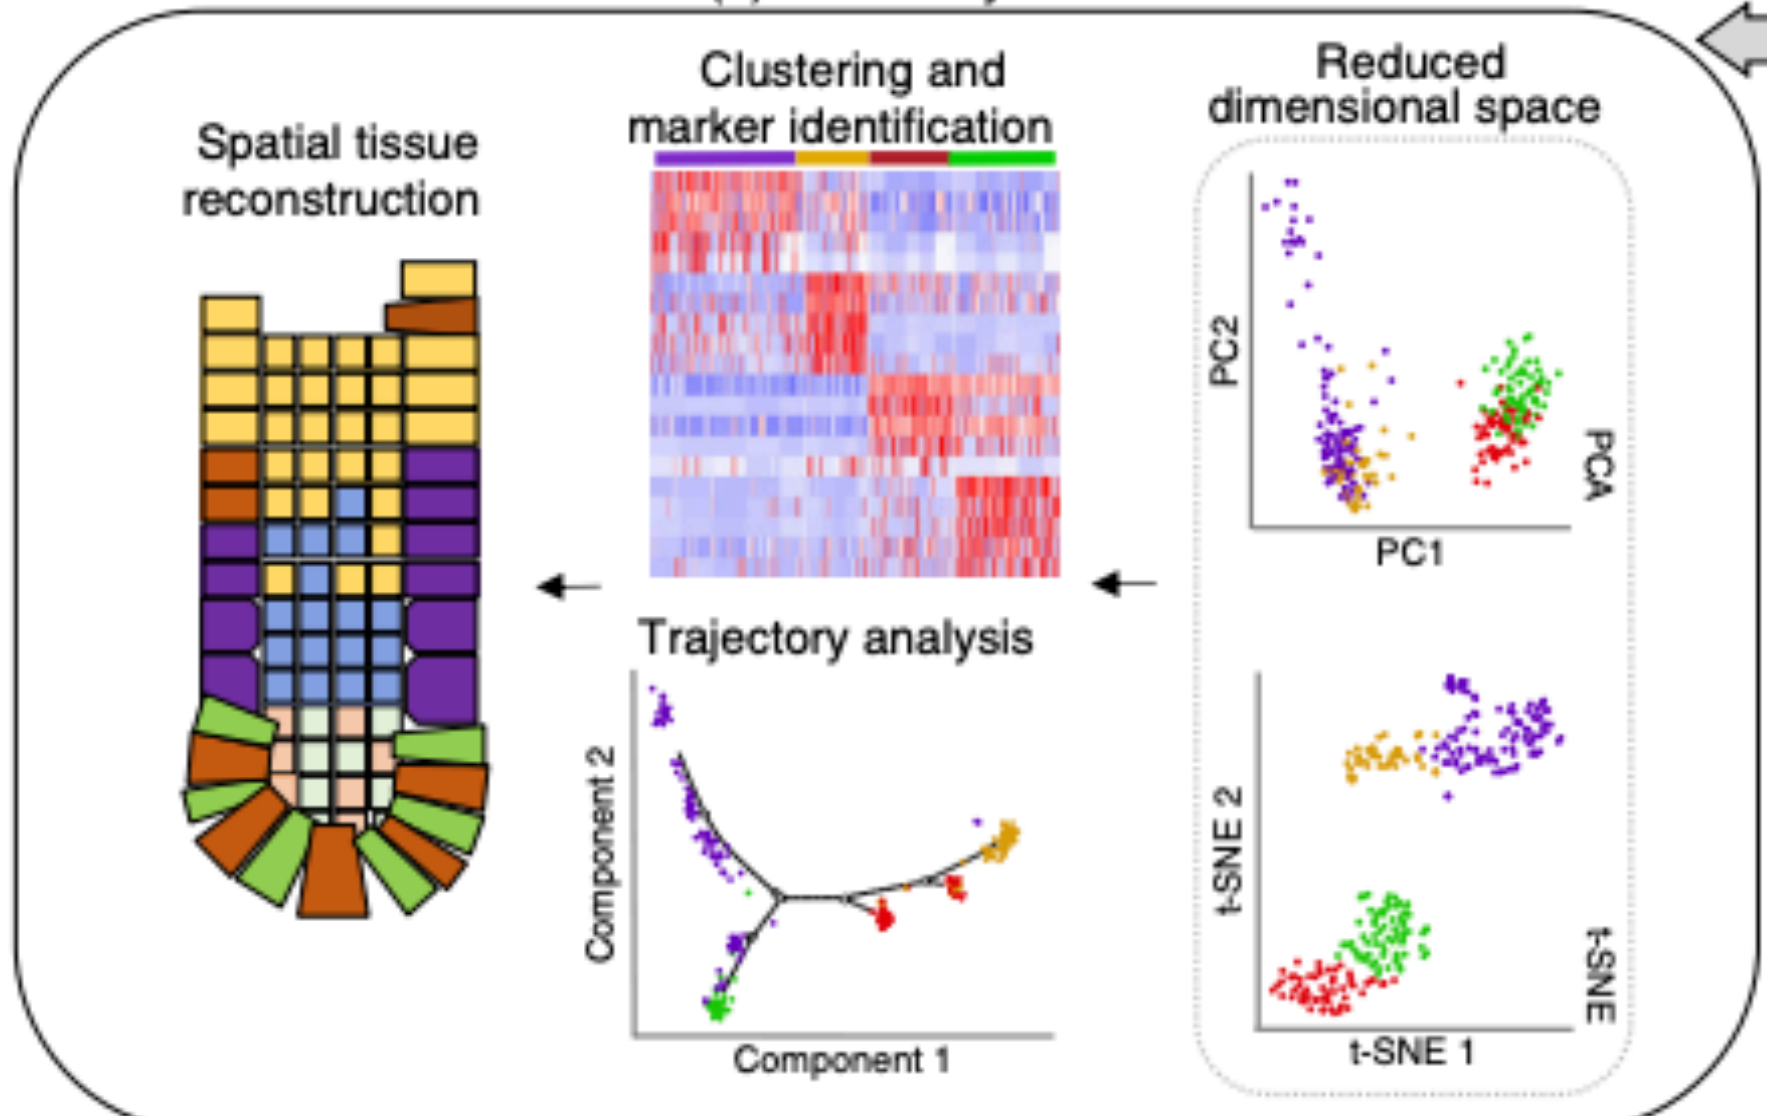 Spatial tissue
reconstruction
Clustering and
marker identification
Trajectory analysis
Component 2
Component 1
Reduced
dimensional space
PC2
PC1
PCA
t-SNE 2
t-SNE 1
t-SNE